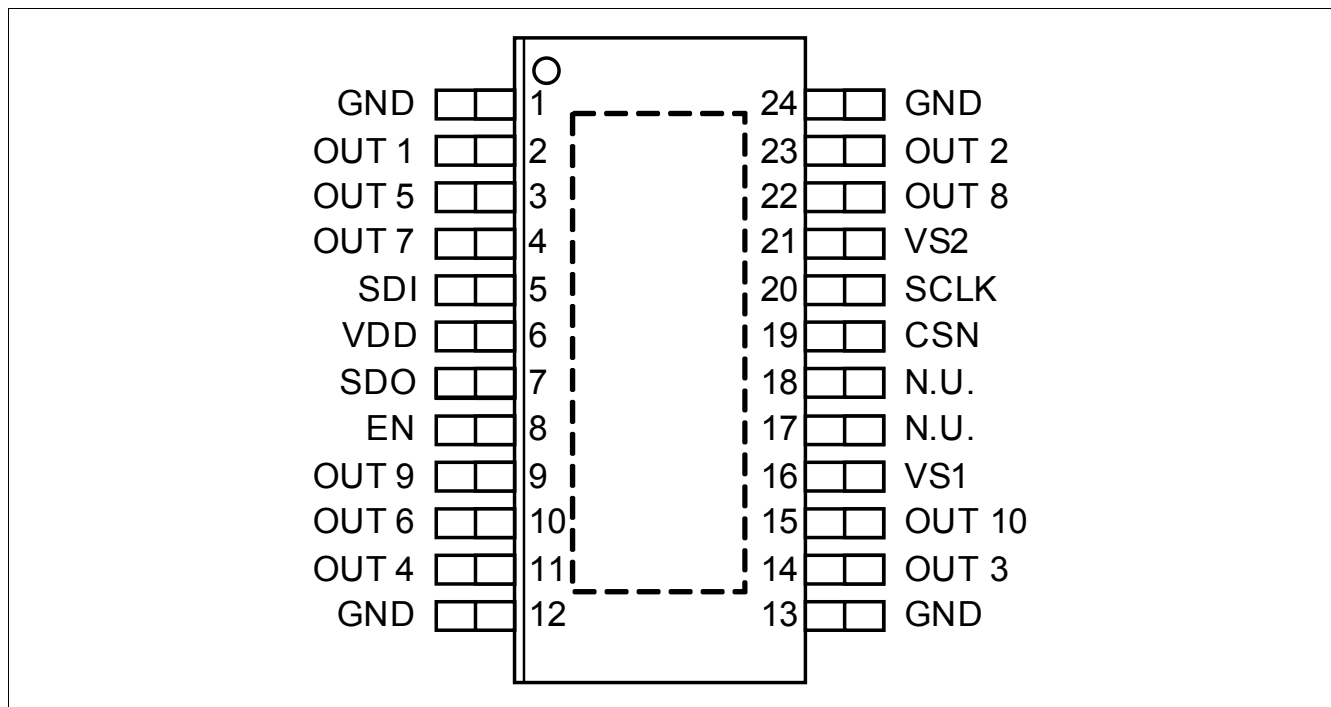 GND 1 24 GND
OUT 1 2 23 OUT 2
OUT 5 3 22 OUT 8
OUT 7 4 21 VS2
SDI 5 20 SCLK
VDD 6 19 CSN
SDO 7 18 N.U.
EN 8 17 N.U.
OUT 9 9 16 VS1
OUT 6 10 15 OUT 10
OUT 4 11 14 OUT 3
GND 12 13 GND